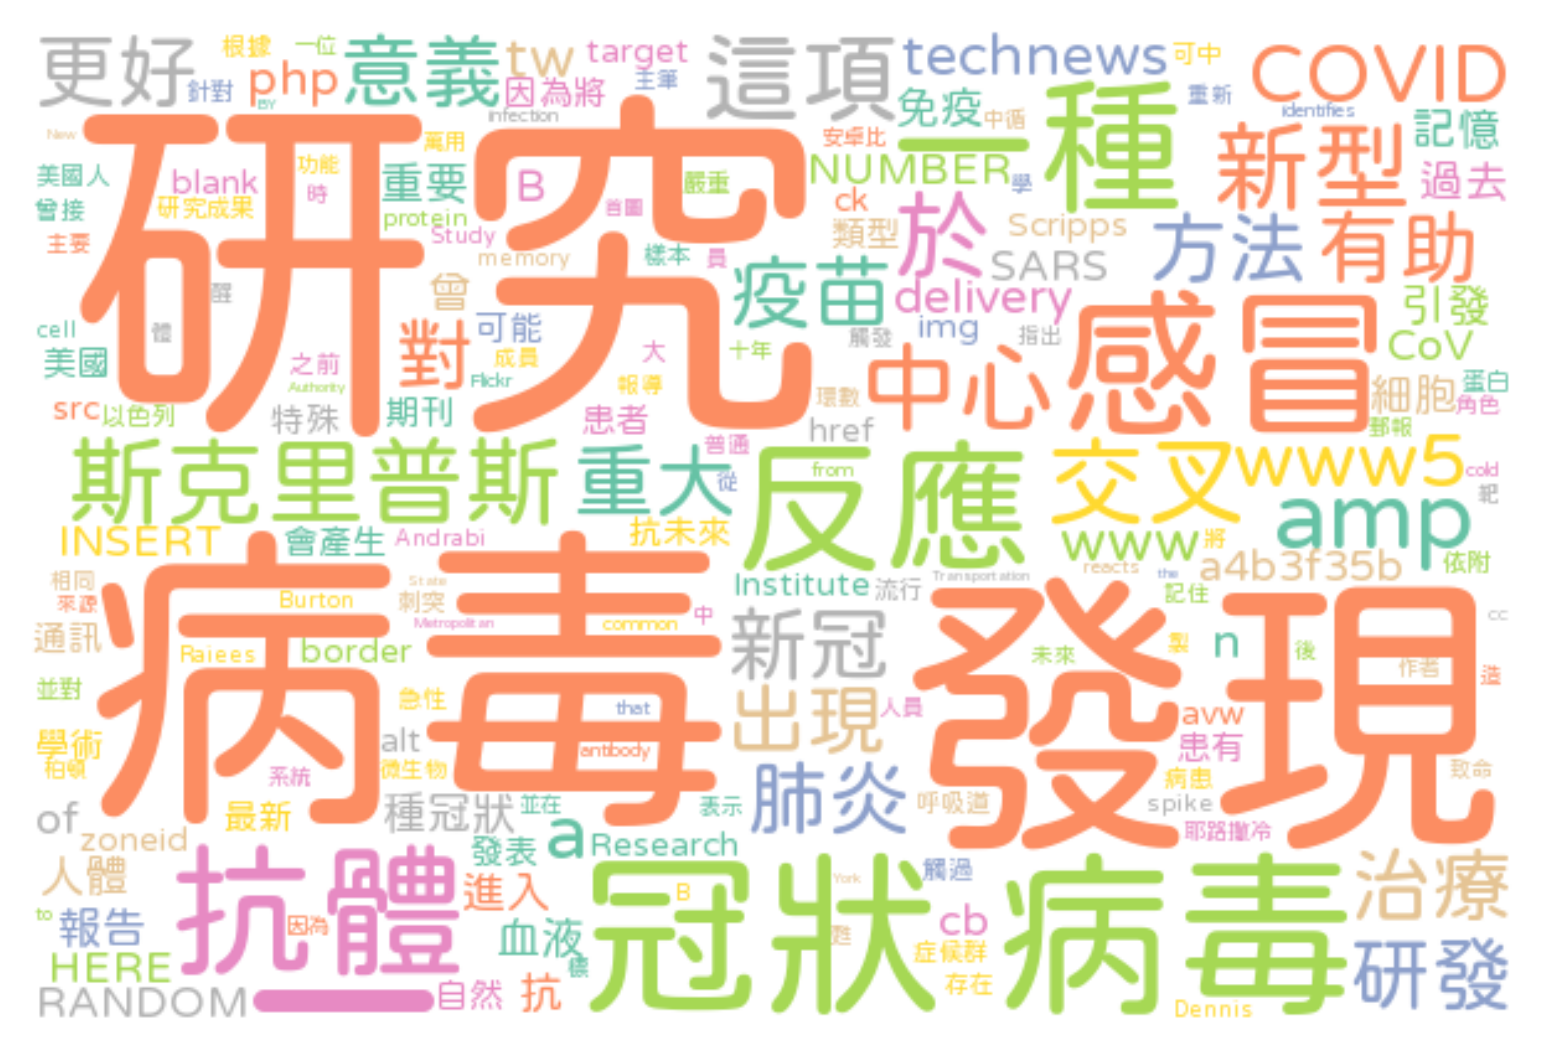 更好
根據
一位
意義
tw
target
這項
technews
可中
COVID
針對
php
BY
因為將
主筆
免疫
中循
一種
重新
identifies
記憶
New
研究
infection
萬用
安卓比
新型
美國人
blank
功能
重要
B
嚴重
NUMBER
學
過去
曾接
研究成果
時
protein
首圖
ck
於
Scripps
方法
有助
主要
Study
memory
樣本
員
類型
SARS
醒
曾
疫苗
delivery
感冒
引發
cell
體
對
可能
觸發
img
指出
CoV
美國
之前
成員
Flickr
大
十年
中心
細胞
蛋白
Authority
報導
環數
角色
src
以色列
特殊
期刊
患者
普通
href
郵報
斯克里普斯
重大
從
反應
from
交叉
www5
cold
amp
INSERT
會產生
Andrabi
抗未來
www
將
a4b3f35b
依附
病毒
發現
相同
State
Institute
流行
Transportation
reacts
the
記住
來源
Burton
刺突
Metropolitan
common
中
新冠
n
後
cc
通訊
Raiees
border
未來
製
作者
造
並對
急性
that
出現
人員
avw
學術
柏頓
alt
antibody
患有
系統
微生物
肺炎
病患
致命
of
最新
種冠狀
並在
表示
呼吸道
spike
耶路撒冷
zoneid
發表
a
Research
人體
抗體
進入
B
冠狀病毒
York
觸過
治療
to
報告
因為
血液
甦
cb
症候群
研發
HERE
標
存在
RANDOM
一
自然
抗
Dennis